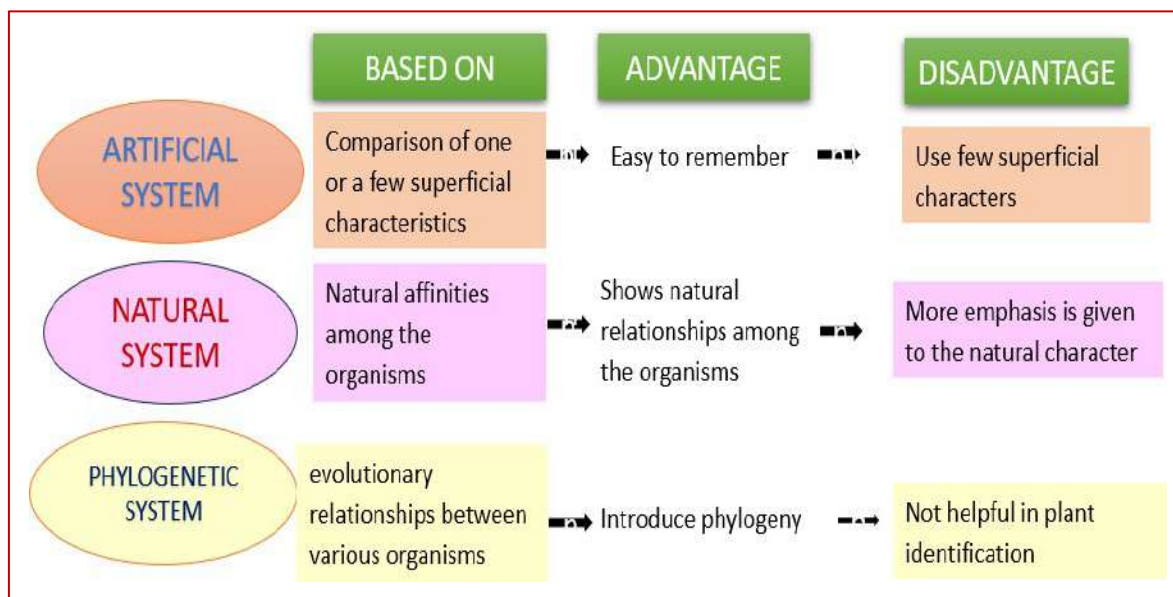 BASED ON
ADVANTAGE
DISADVANTAGE
ARTIFICIAL
SYSTEM
Comparison of one
or a few superficial
characteristics
Easy to remember
Use few superficial
characters
NATURAL
SYSTEM
Natural affinities
among the
organisms
Shows natural
relationships among
the organisms
More emphasis is given
to the natural character
PHYLOGENETIC
SYSTEM
evolutionary
relationships between
various organisms
Introduce phylogeny
Not helpful in plant
identification